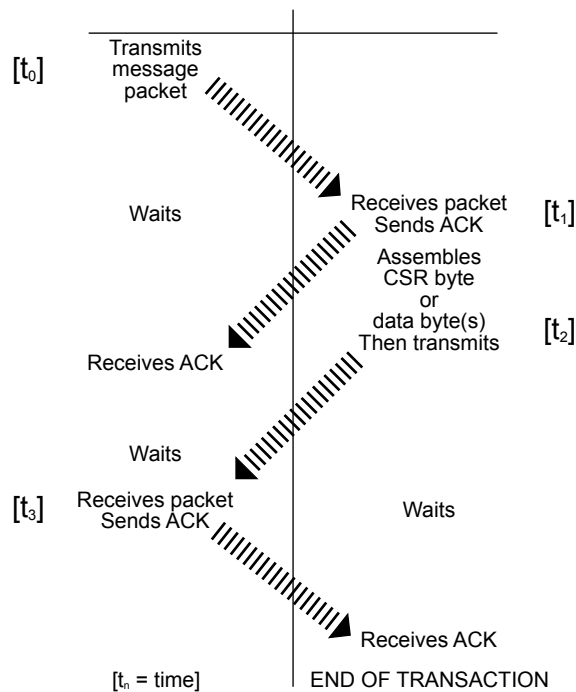 Transmits
message
packet
[t₀]
Waits
Receives packet
Sends ACK
[t₁]
Assembles
CSR byte
or
data byte(s)
Then transmits
[t₂]
Receives ACK
Waits
[t₃]
Receives packet
Sends ACK
Waits
Receives ACK
[tₙ = time]
END OF TRANSACTION